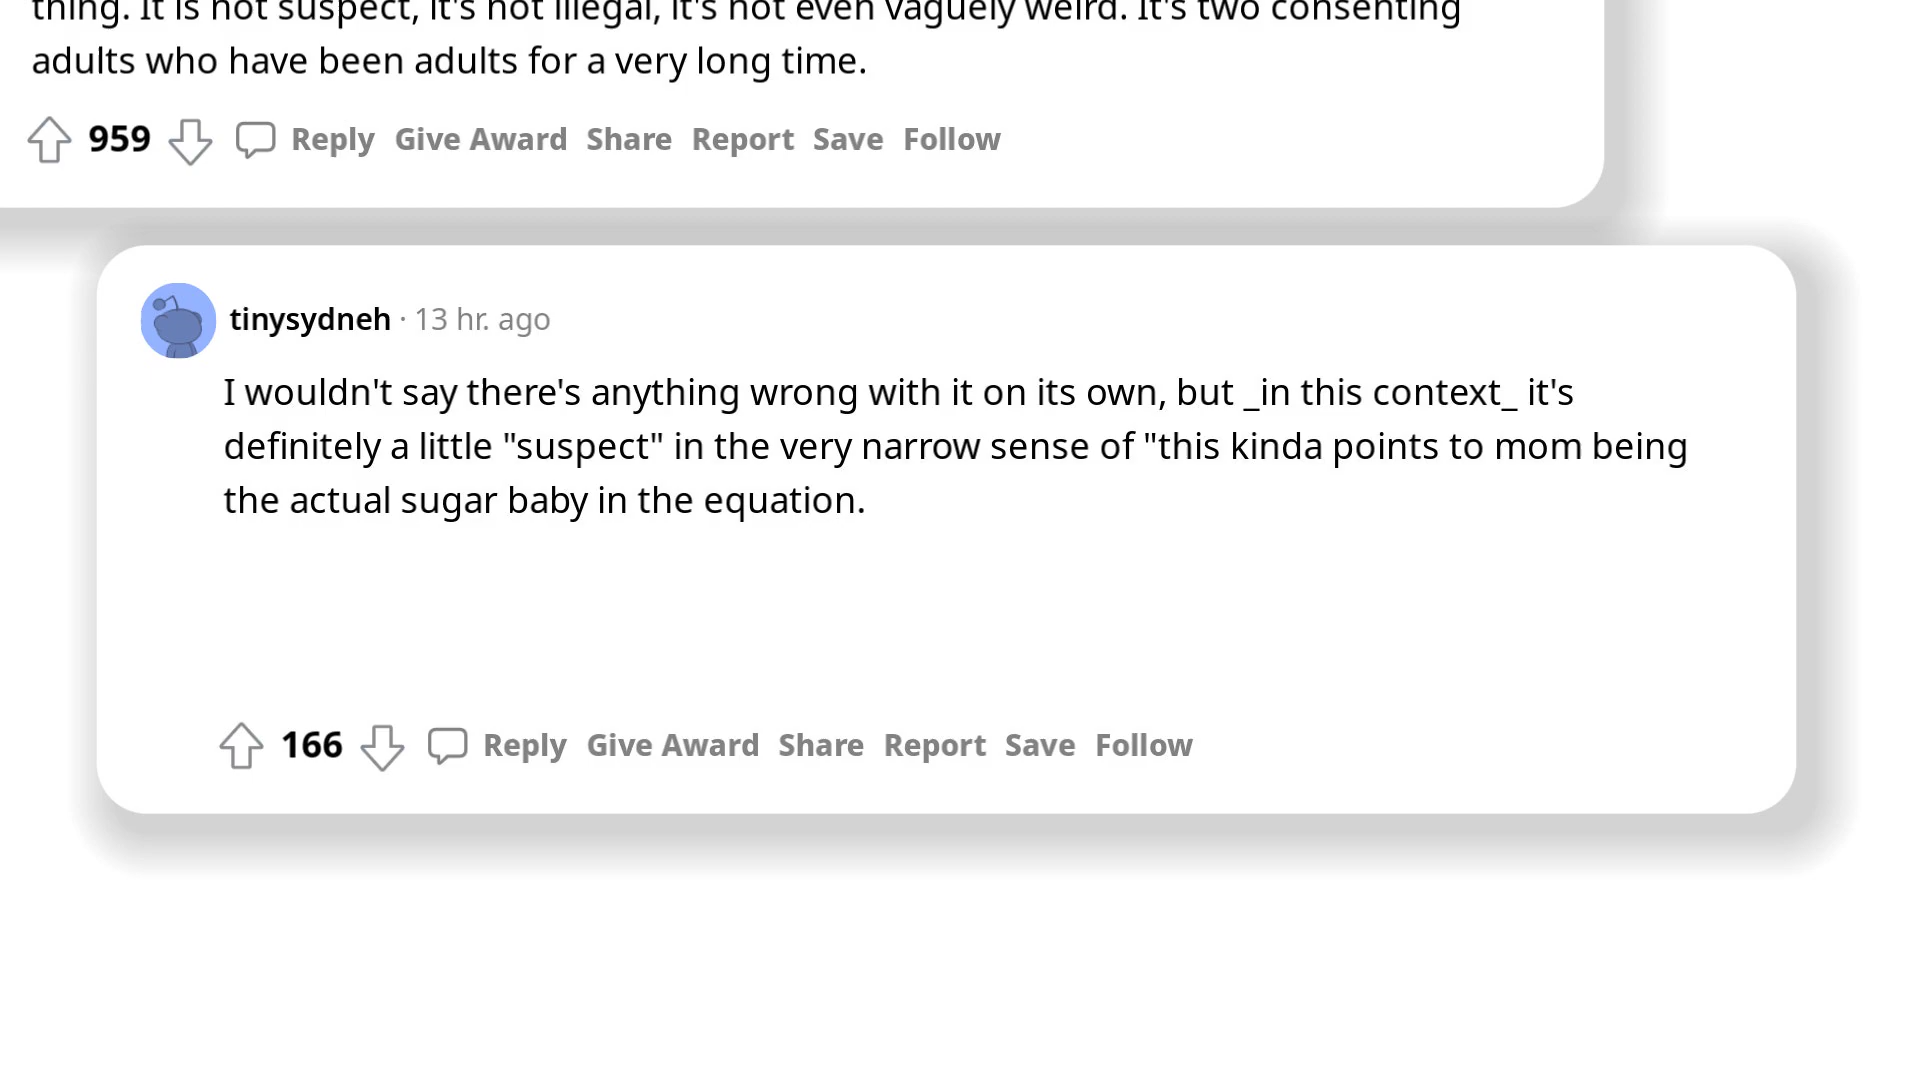 thing. It is not suspect, it's not illegal, it's not even vaguely weird. It's two consenting
adults who have been adults for a very long time.
959 Reply Give Award Share Report Save Follow
tinysydneh · 13 hr. ago
I wouldn't say there's anything wrong with it on its own, but _in this context_ it's
definitely a little "suspect" in the very narrow sense of "this kinda points to mom being
the actual sugar baby in the equation.
166 Reply Give Award Share Report Save Follow